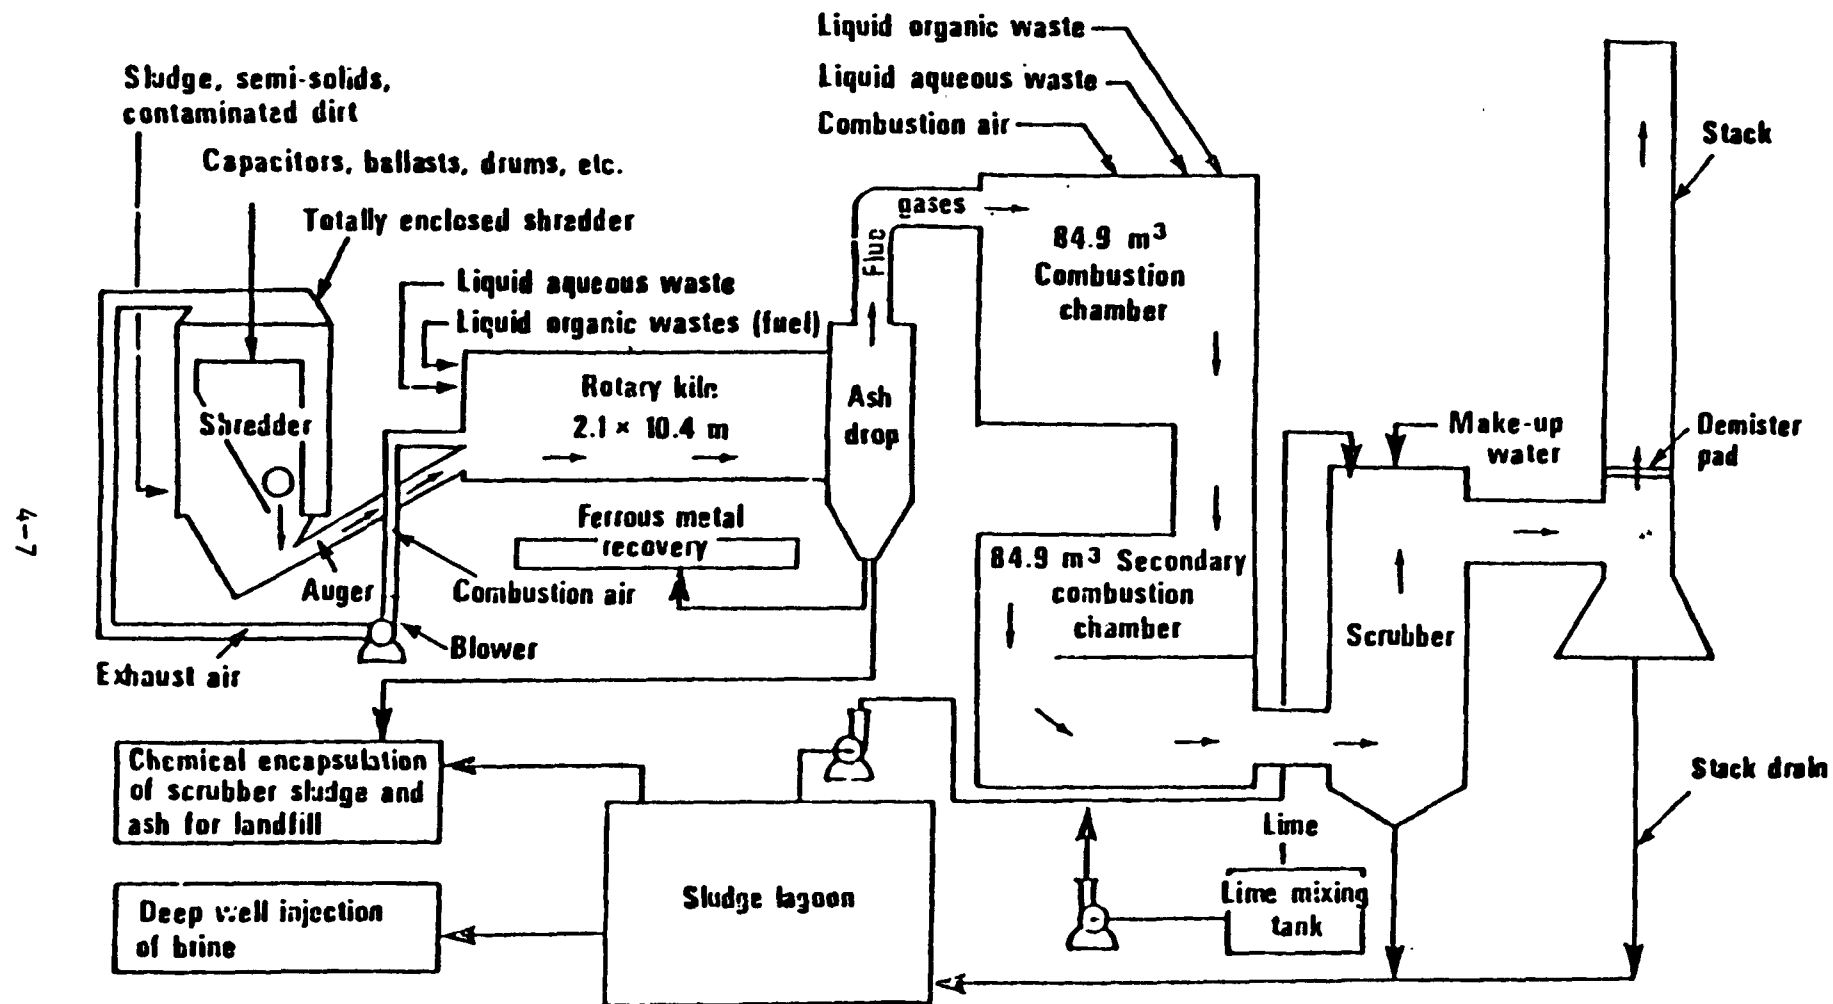 Liquid organic waste
Liquid aqueous waste
Combustion air
Sludge, semi-solids,
contaminated dirt
Capacitors, ballasts, drums, etc.
Totally enclosed shredder
Liquid aqueous waste
Liquid organic wastes (fuel)
Shredder
Rotary kiln
2.1 × 10.4 m
Ash
drop
Flue
gases
84.9 m³
Combustion
chamber
Stack
Make-up
water
Demister
pad
Ferrous metal
recovery
Auger
Combustion air
Blower
Exhaust air
84.9 m³ Secondary
combustion
chamber
Scrubber
Stack drain
Chemical encapsulation
of scrubber sludge and
ash for landfill
Deep well injection
of brine
Sludge lagoon
Lime
Lime mixing
tank
4-7